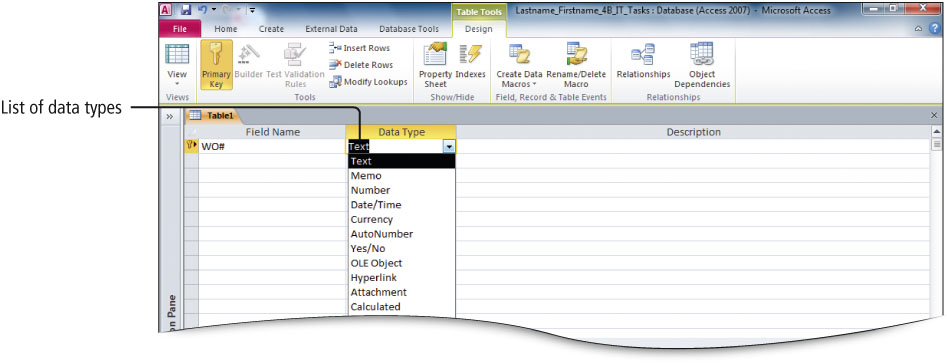 A
Table Tools
Lastname_Firstname_4B_IT_Tasks : Database (Access 2007) - Microsoft Access
File Home Create External Data Database Tools Design
View
Primary Key
Builder
Test Validation Rules
Insert Rows
Delete Rows
Modify Lookups
Property Sheet
Indexes
Create Data Macros
Rename/Delete Macro
Relationships
Object Dependencies
Views Tools Show/Hide Field, Record & Table Events Relationships
List of data types
Table1
Field Name Data Type Description
WO# Text
Text
Memo
Number
Date/Time
Currency
AutoNumber
Yes/No
OLE Object
Hyperlink
Attachment
Calculated
on Pane